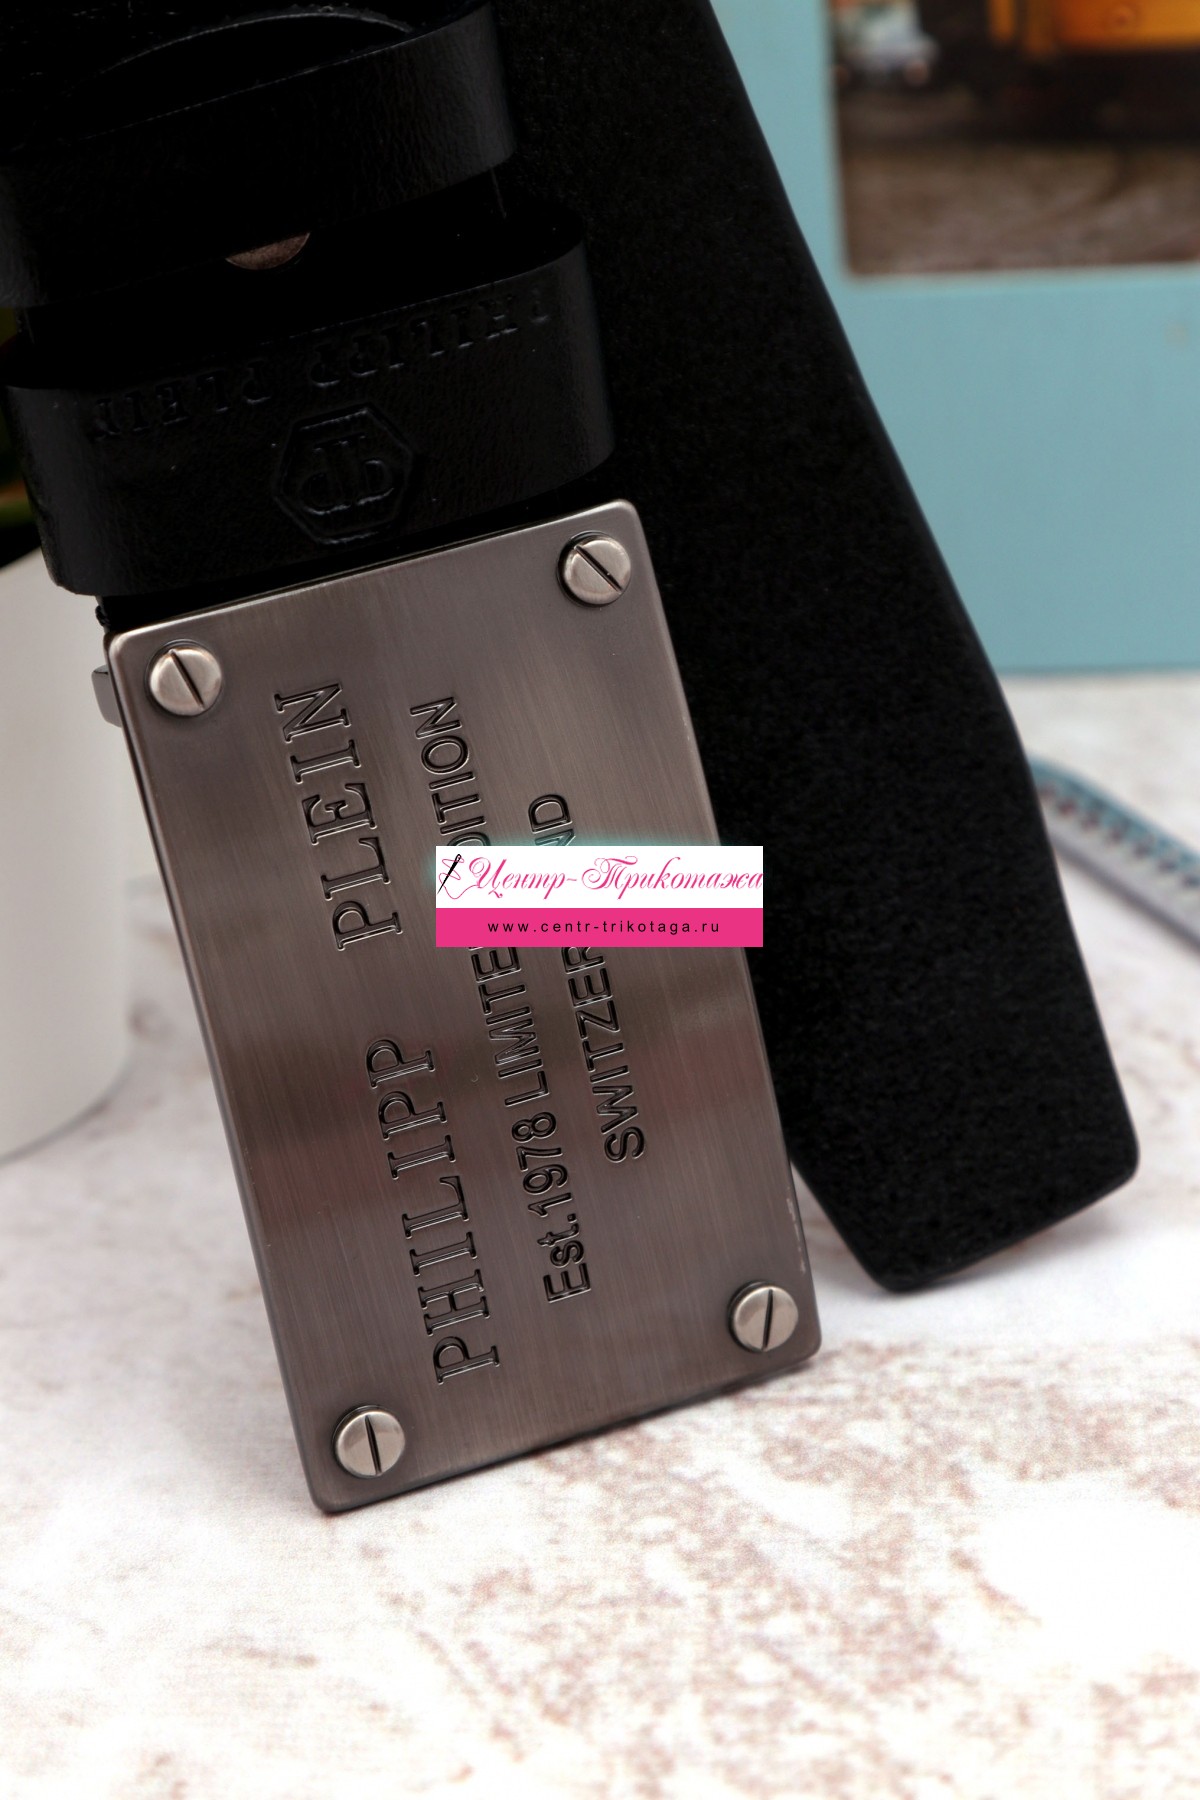 PHILIPP PLEIN
PHILIPP PLEIN
Est.1978 LIMITED EDITION
SWITZERLAND
Центр-Трикотажа
www.centr-trikotaga.ru